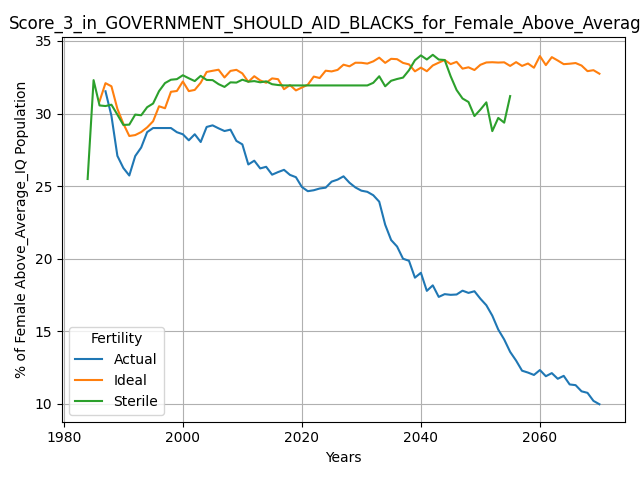 Score_3_in_GOVERNMENT_SHOULD_AID_BLACKS_for_Female_Above_Averag
% of Female Above_Average_IQ Population
35
30
25
20
15
10
Fertility
Actual
Ideal
Sterile
1980
2000
2020
2040
2060
Years